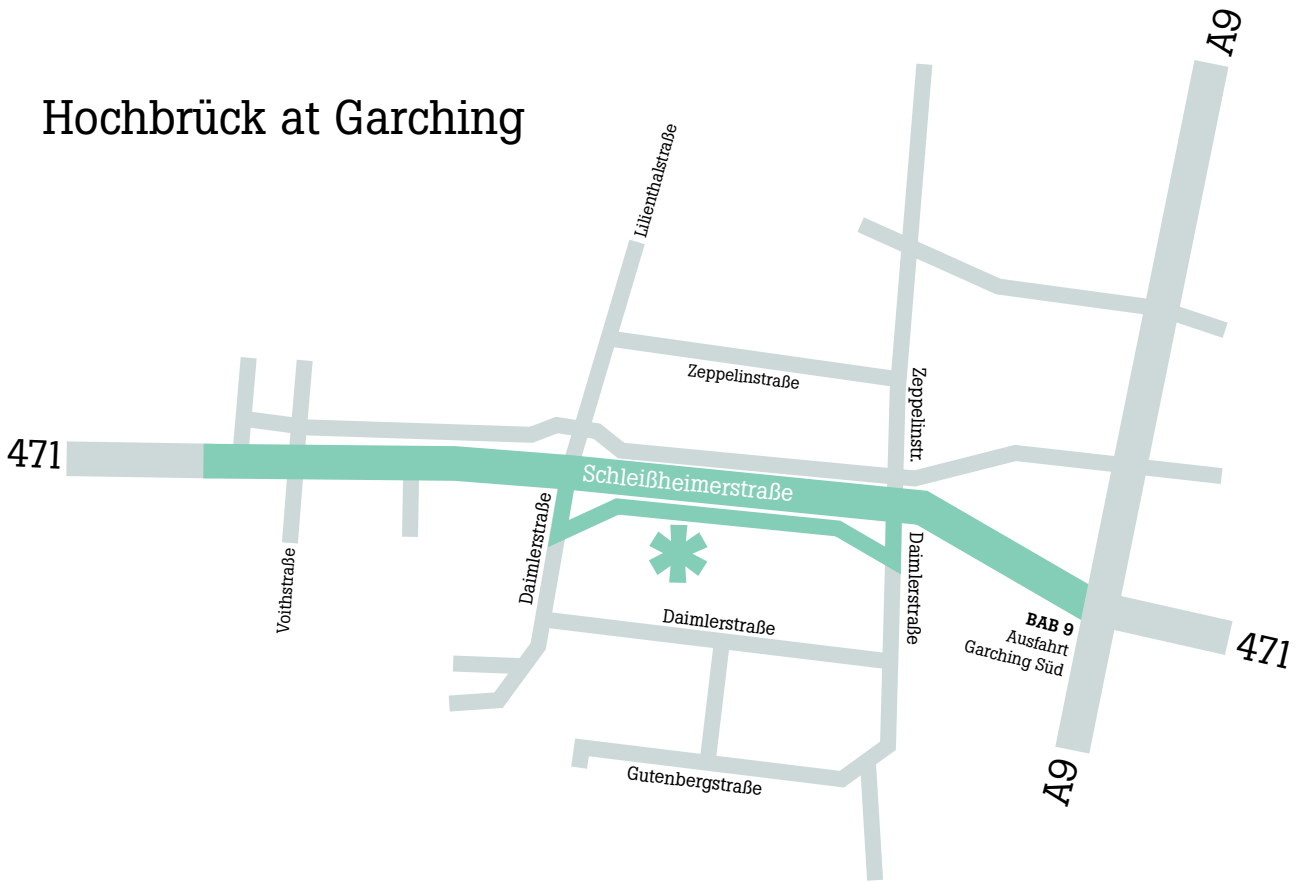 A9
Hochbrück at Garching
Lilienthalstraße
Zeppelinstraße
Zeppelinstr.
471
Schleißheimerstraße
Daimlerstraße
Daimlerstraße
Voithstraße
Daimlerstraße
BAB 9
Ausfahrt
Garching Süd
471
Gutenbergstraße
A9